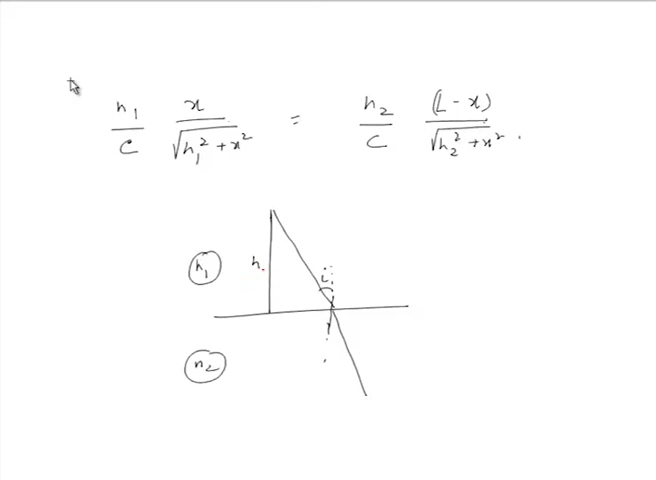 n₁/c x/√(h₁² + x²) = n₂/c (L - x)/√(h₂² + x²) .
i
n₁ h
n₂